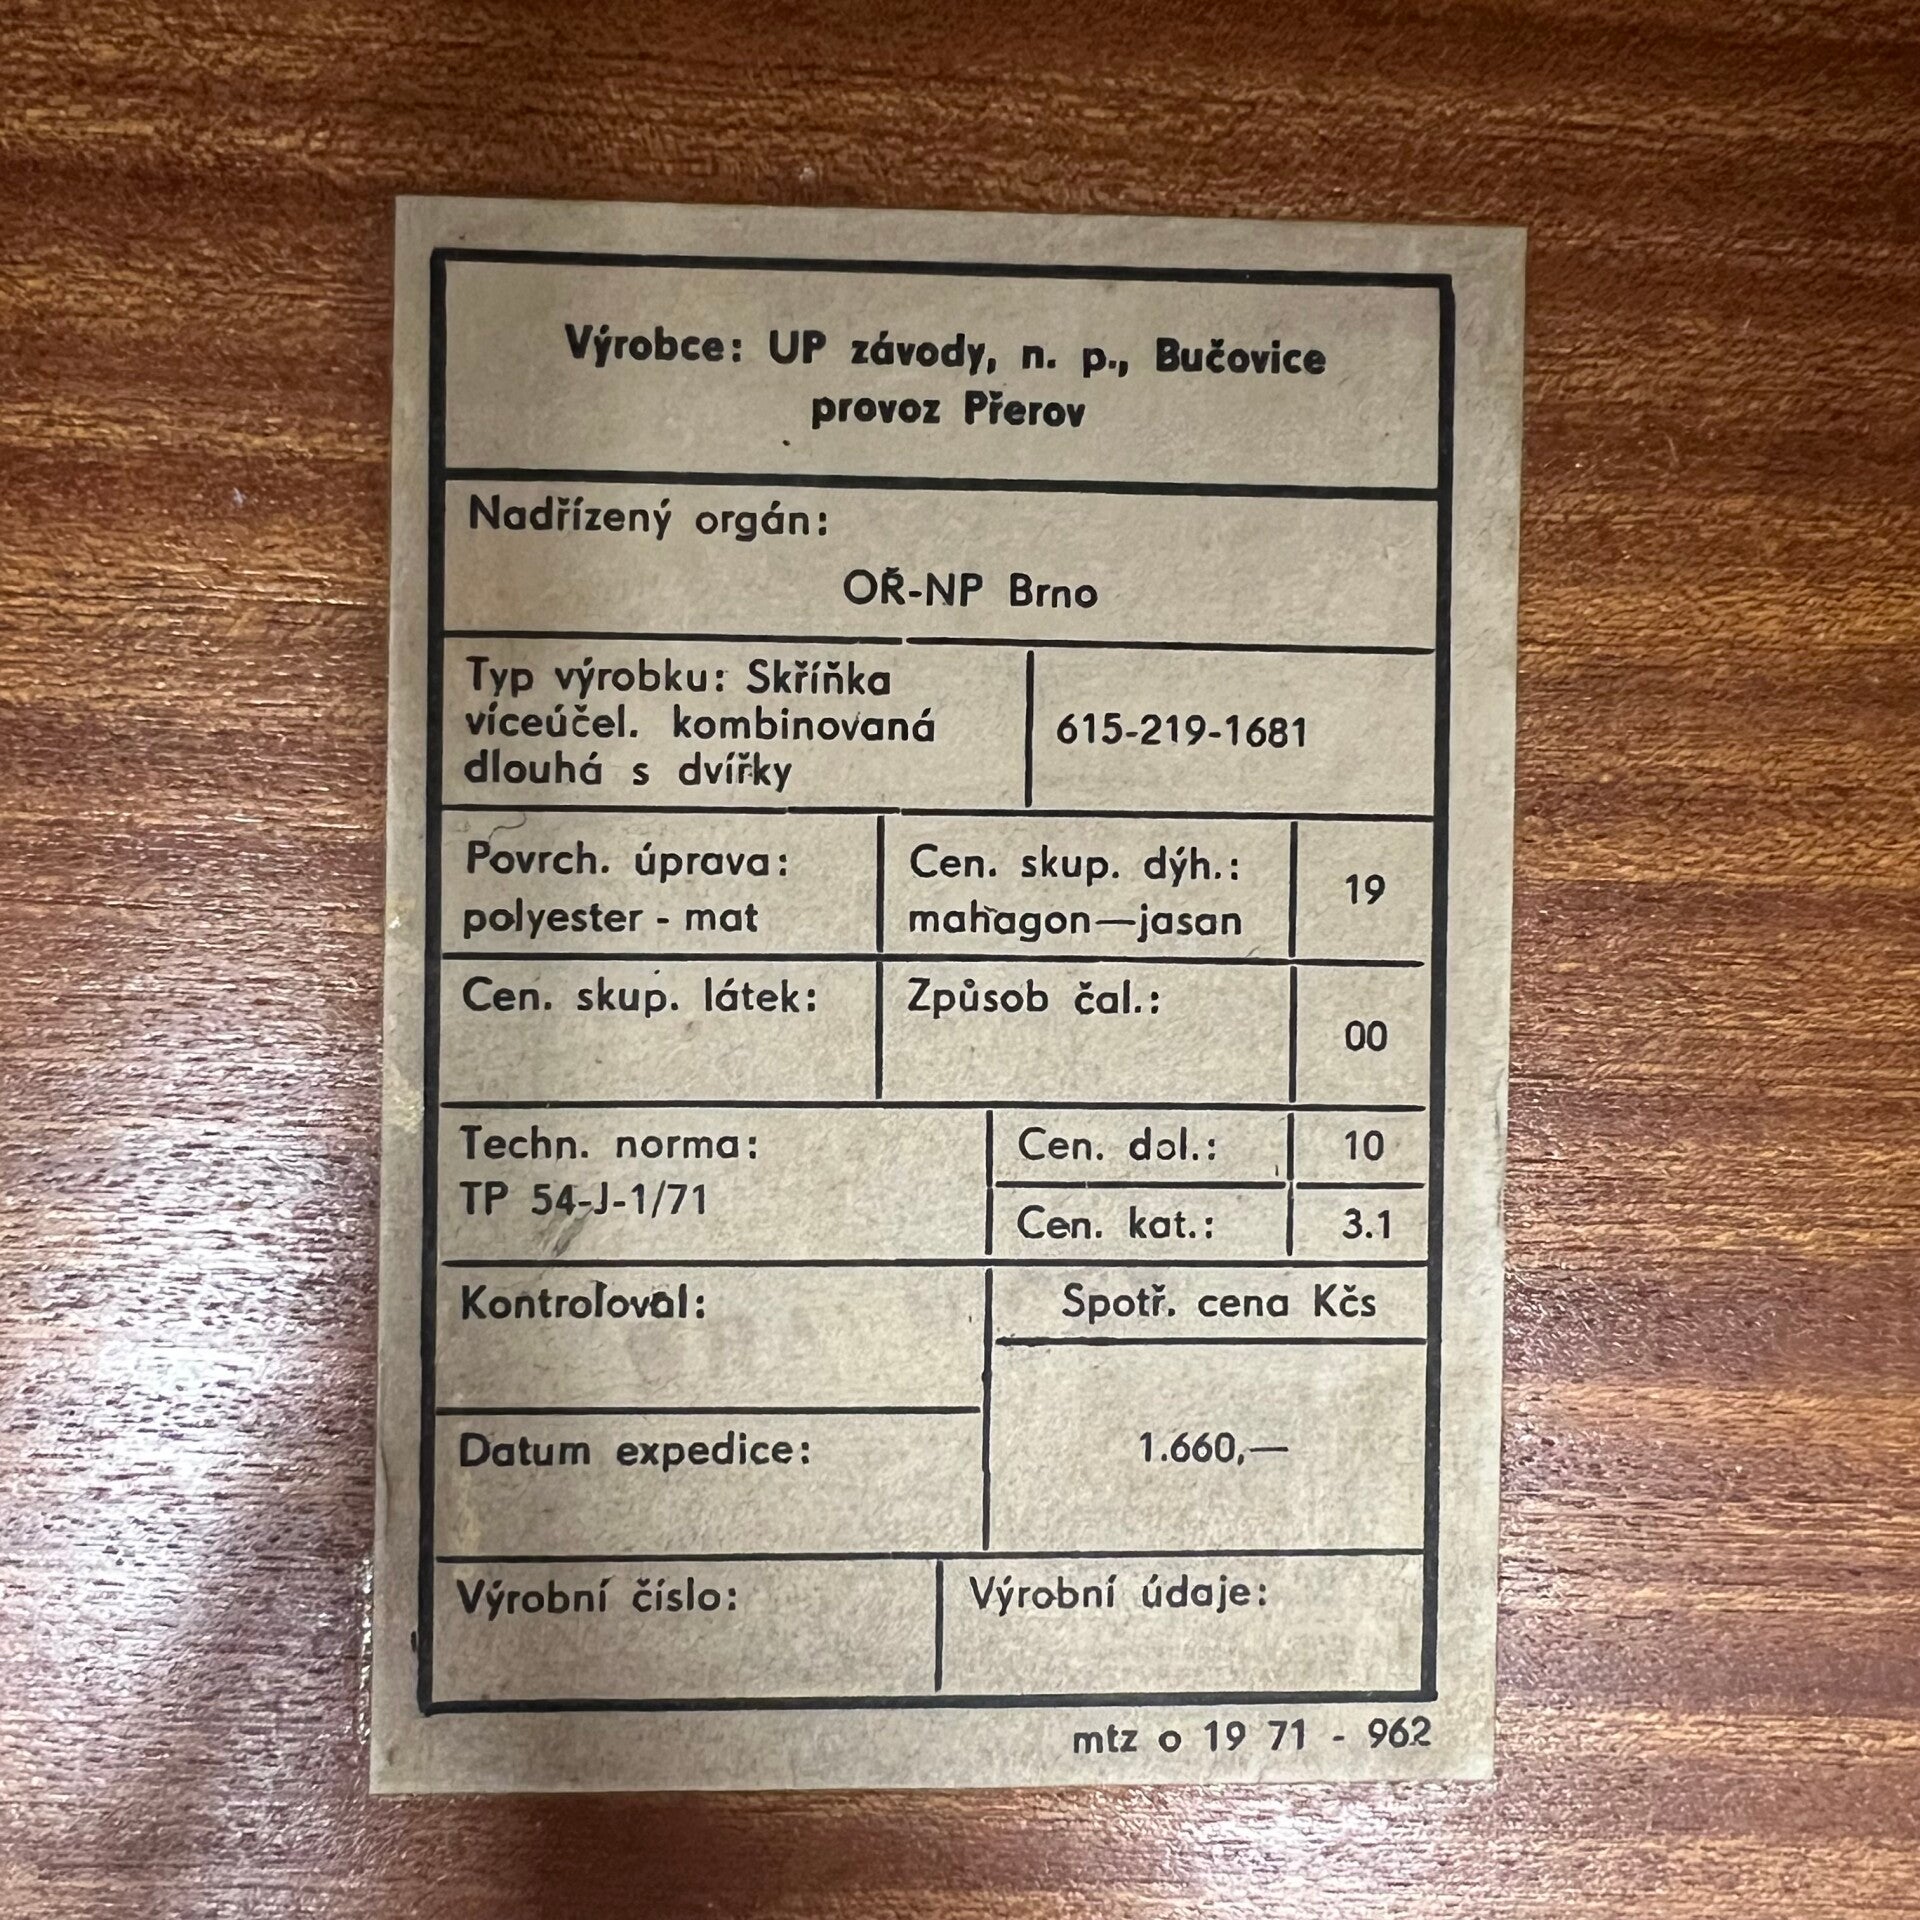 Výrobce: UP závody, n. p., Bučovice
provoz Přerov
Nadřízený orgán:
OŘ-NP Brno
Typ výrobku: Skříňka
víceúčel. kombinovaná
dlouhá s dvířky
615-219-1681
Povrch. úprava:
polyester - mat
Cen. skup. dýh.:
mahagon—jasan
19
Cen. skup. látek:
Způsob čal.:
00
Techn. norma:
TP 54-J-1/71
Cen. dol.:
10
Cen. kat.:
3.1
Kontroloval:
Spotř. cena Kčs
1.660,—
Datum expedice:
Výrobní číslo:
Výrobní údaje:
mtz o 19 71 - 962